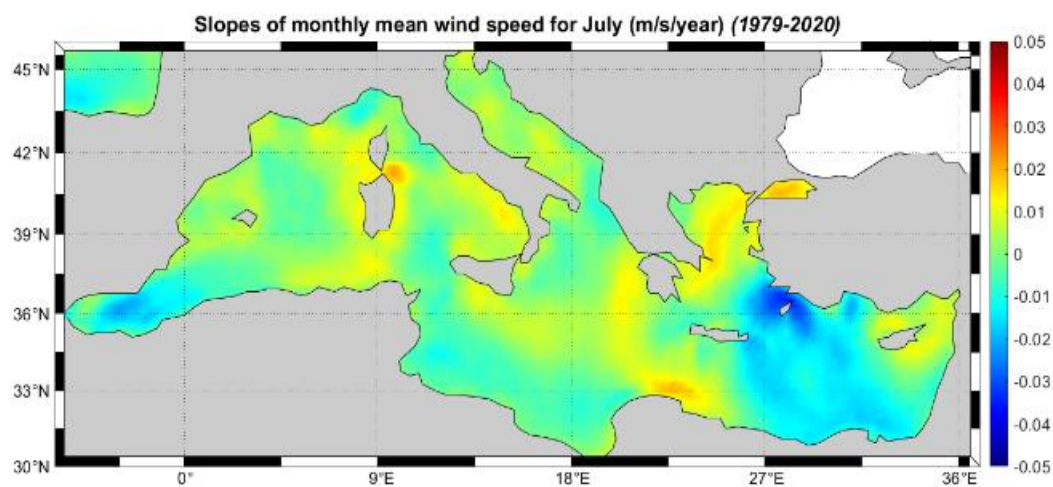 Slopes of monthly mean wind speed for July (m/s/year) (1979-2020)
45°N
42°N
39°N
36°N
33°N
30°N
0°
9°E
18°E
27°E
36°E
0.05
0.04
0.03
0.02
0.01
0
-0.01
-0.02
-0.03
-0.04
-0.05